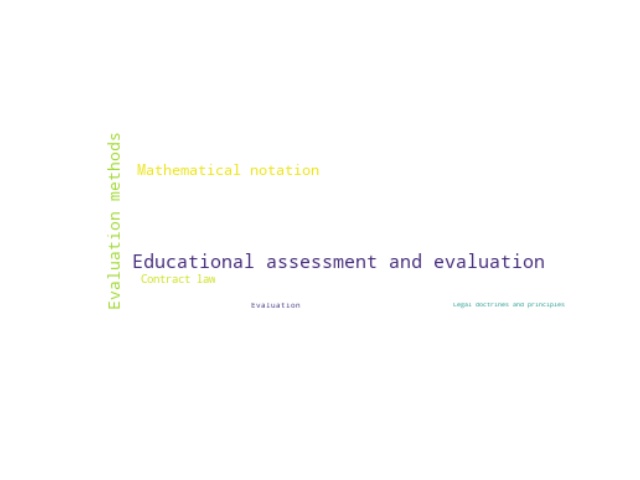 Evaluation methods
Mathematical notation
Educational assessment and evaluation
Contract law
Evaluation
Legal doctrines and principles